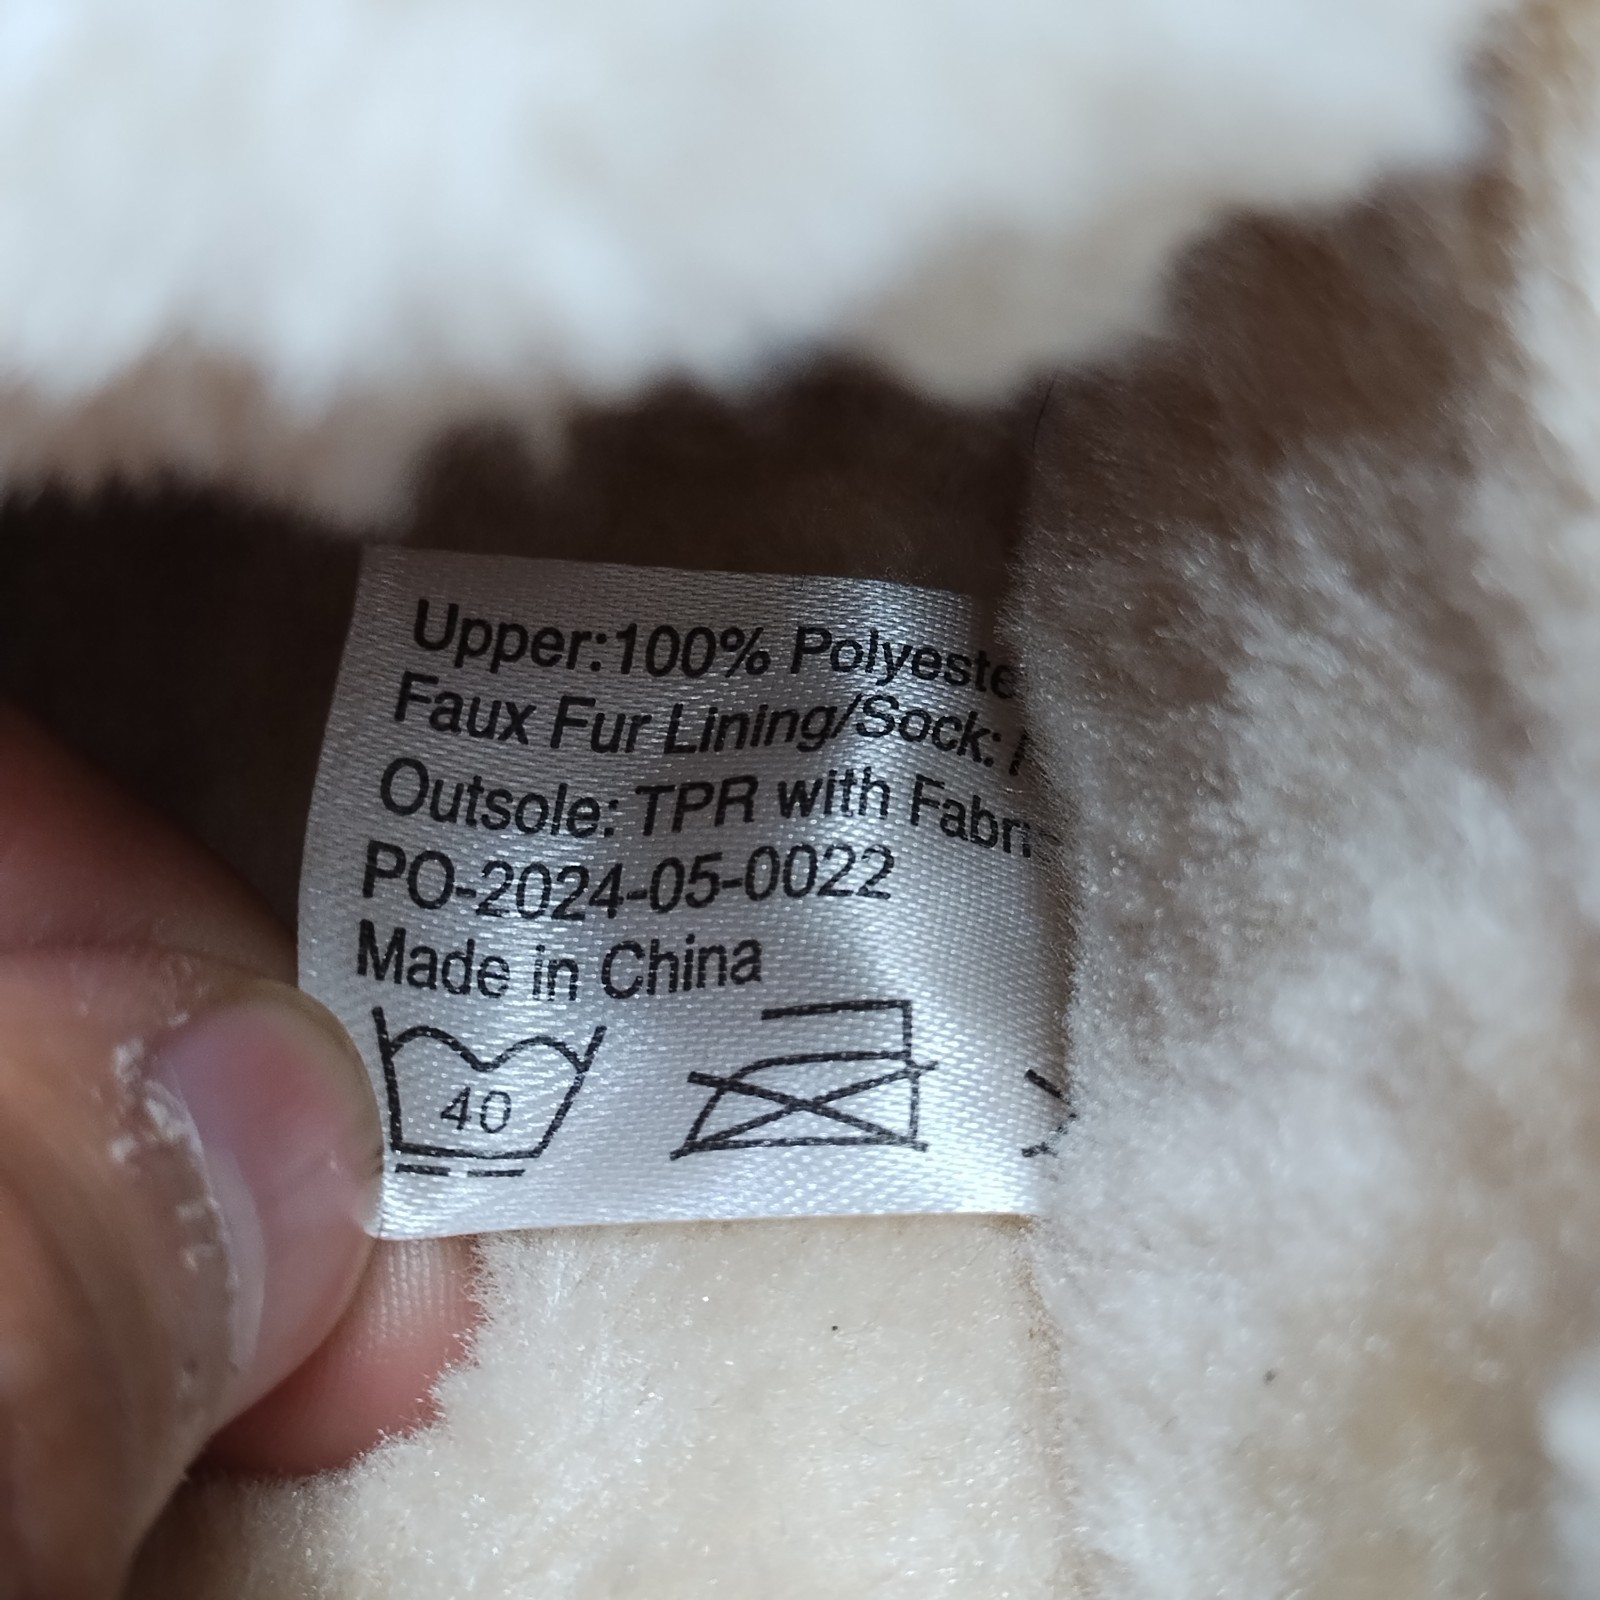 Upper:100% Polyeste
Faux Fur Lining/Sock:
Outsole: TPR with Fabri
PO-2024-05-0022
Made in China
40